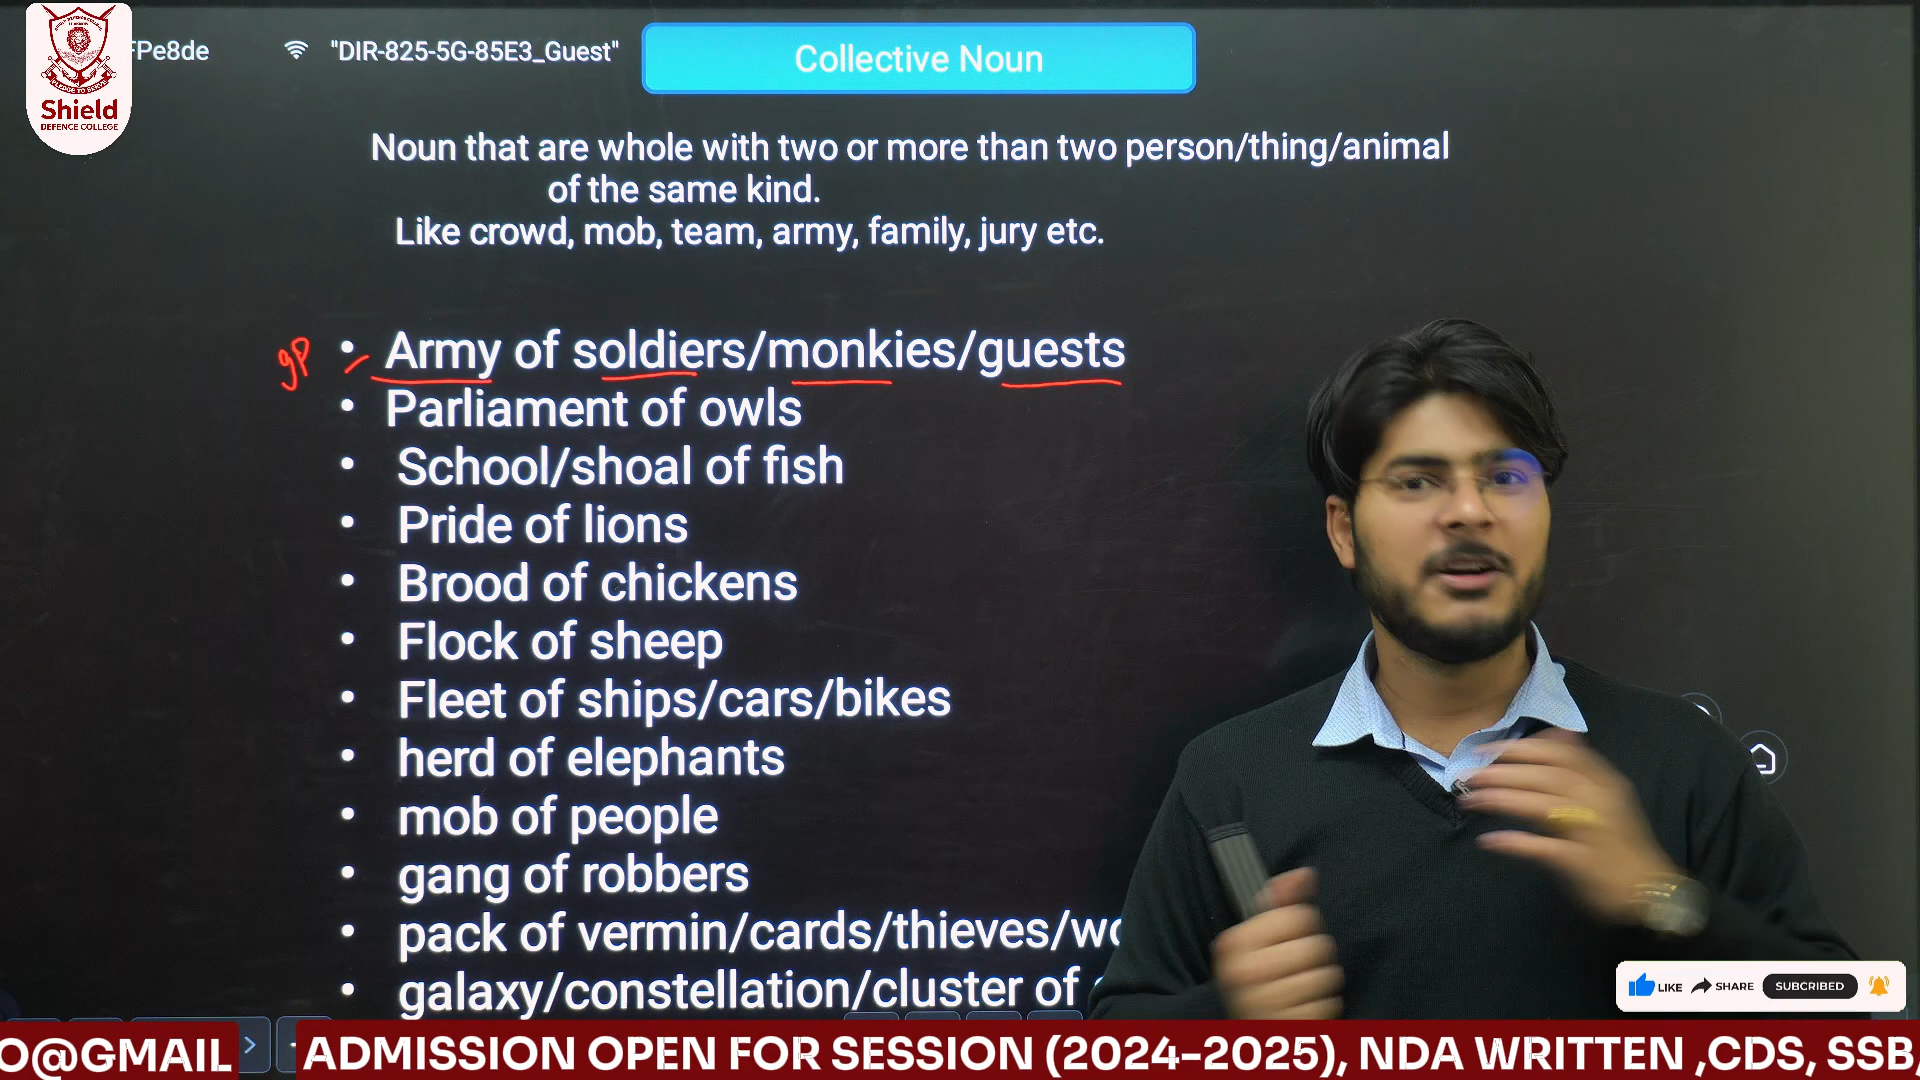 FPe8de
"DIR-825-5G-85E3_Guest"
Collective Noun
Shield
DEFENCE COLLEGE
Noun that are whole with two or more than two person/thing/animal
of the same kind.
Like crowd, mob, team, army, family, jury etc.
gP
• Army of soldiers/monkies/guests
• Parliament of owls
• School/shoal of fish
• Pride of lions
• Brood of chickens
• Flock of sheep
• Fleet of ships/cars/bikes
• herd of elephants
• mob of people
• gang of robbers
• pack of vermin/cards/thieves/wo
• galaxy/constellation/cluster of
LIKE SHARE SUBCRIBED
O@GMAIL ADMISSION OPEN FOR SESSION (2024-2025), NDA WRITTEN ,CDS, SSB,